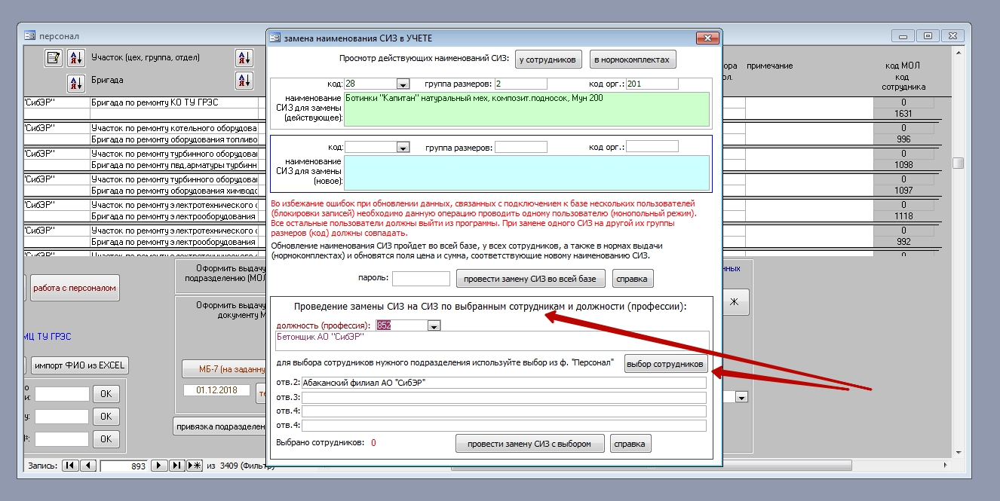 персонал
Участок (цех, группа, отдел)
Бригада
примечание
код МОЛ
код
сотрудника
"СибЭР"
Бригада по ремонту КО ТУ ГРЭС
0
1631
"СибЭР"
Участок по ремонту котельного оборудова
0
Бригада по ремонту оборудования топливо
996
"СибЭР"
Участок по ремонту турбинного оборудова
0
Бригада по ремонту пвд,арматуры турбинн
1098
"СибЭР"
Участок по ремонту турбинного оборудова
0
Бригада по ремонту оборудования химводо
1097
"СибЭР"
Участок по ремонту электротехнического о
0
Бригада по ремонту электрооборудования
1118
"СибЭР"
Участок по ремонту электротехнического о
0
Бригада по ремонту электрооборудования
992
Оформить выдачу
подразделению (МОЛ
работа с персоналом
Оформить выдачу
документу М
МЦ ТУ ГРЭС
импорт ФИО из EXCEL
МБ-7 (на заданну
01.12.2018
OK
OK
OK
привязка подразделен
нных
Ж
Запись:
893
из 3409 (Фильтр)
замена наименования СИЗ в УЧЕТЕ
Просмотр действующих наименований СИЗ:
у сотрудников
в нормокомплектах
код: 28
группа размеров: 2
код орг.: 201
наименование
СИЗ для замены
(действующее):
Ботинки "Капитан" натуральный мех, композит.подносок, Мун 200
код:
группа размеров:
код орг.:
наименование
СИЗ для замены
(новое):
Во избежание ошибок при обновлении данных, связанных с подключением к базе нескольких пользователей
(блокировки записей) необходимо данную операцию проводить одному пользователю (монопольный режим).
Все остальные пользователи должны выйти из программы. При замене одного СИЗ на другой их группы
размеров (код) должны совпадать.
Обновление наименования СИЗ пройдет во всей базе, у всех сотрудников, а также в нормах выдачи
(нормокомплектах) и обновятся поля цена и сумма, соответствующие новому наименованию СИЗ.
пароль:
провести замену СИЗ во всей базе
справка
Проведение замены СИЗ на СИЗ по выбранным сотрудникам и должности (профессии):
должность (профессия): 852
Бетонщик АО "СибЭР"
для выбора сотрудников нужного подразделения используйте выбор из ф. "Персонал"
выбор сотрудников
отв.2: Абаканский филиал АО "СибЭР"
отв.3:
отв.4:
отв.4:
Выбрано сотрудников: 0
провести замену СИЗ с выбором
справка